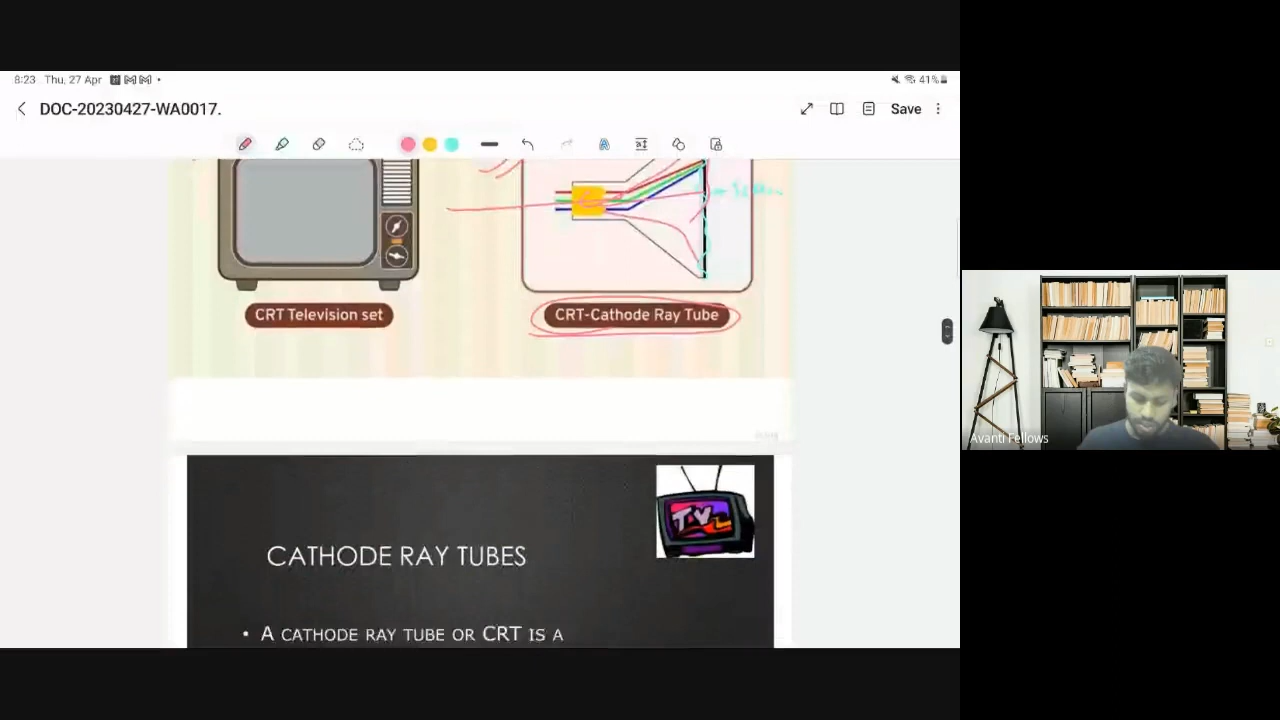 8:23 Thu, 27 Apr 41%
DOC-20230427-WA0017.
Save
Screen
CRT Television set
CRT-Cathode Ray Tube
TV
CATHODE RAY TUBES
• A CATHODE RAY TUBE OR CRT IS A
Avanti Fellows